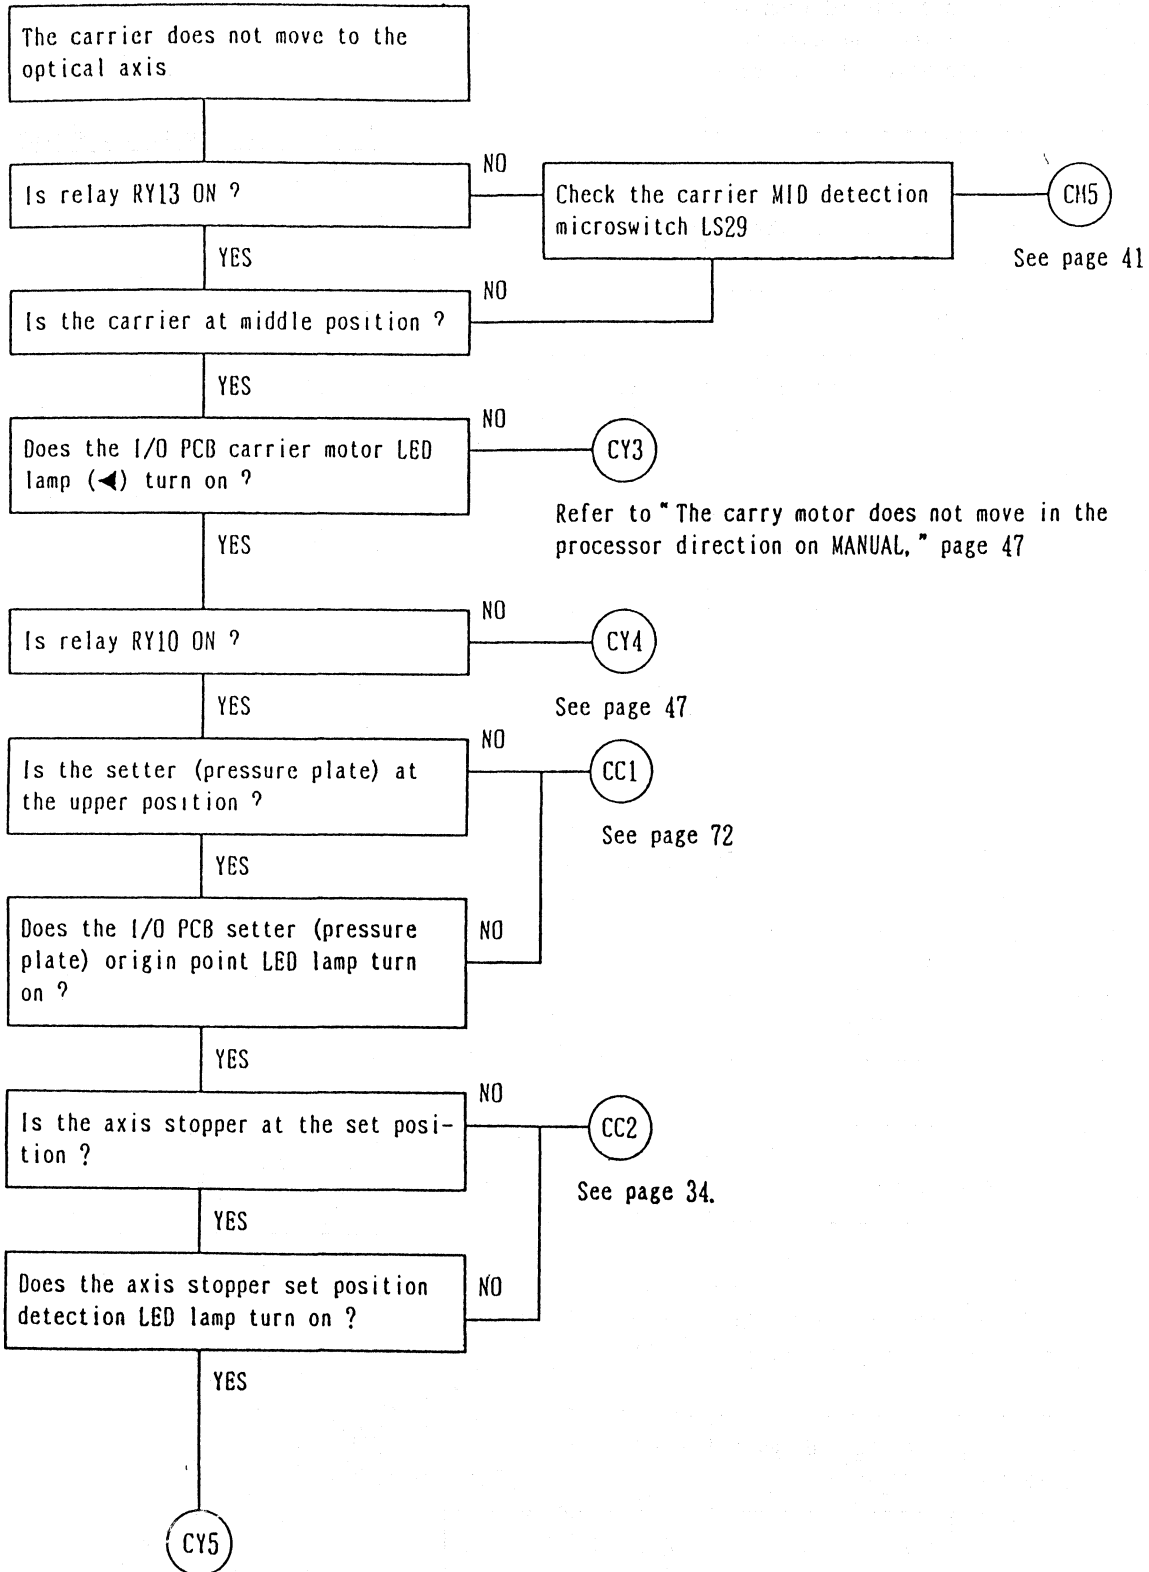 The carrier does not move to the
optical axis
Is relay RY13 ON ?
NO
Check the carrier MID detection
microswitch LS29
CM5
See page 41
YES
Is the carrier at middle position ?
NO
YES
Does the I/O PCB carrier motor LED
lamp (◀) turn on ?
NO
CY3
Refer to "The carry motor does not move in the
processor direction on MANUAL," page 47
YES
Is relay RY10 ON ?
NO
CY4
See page 47
YES
Is the setter (pressure plate) at
the upper position ?
NO
CC1
See page 72
YES
Does the I/O PCB setter (pressure
plate) origin point LED lamp turn
on ?
NO
YES
Is the axis stopper at the set posi-
tion ?
NO
CC2
See page 34.
YES
Does the axis stopper set position
detection LED lamp turn on ?
NO
YES
CY5